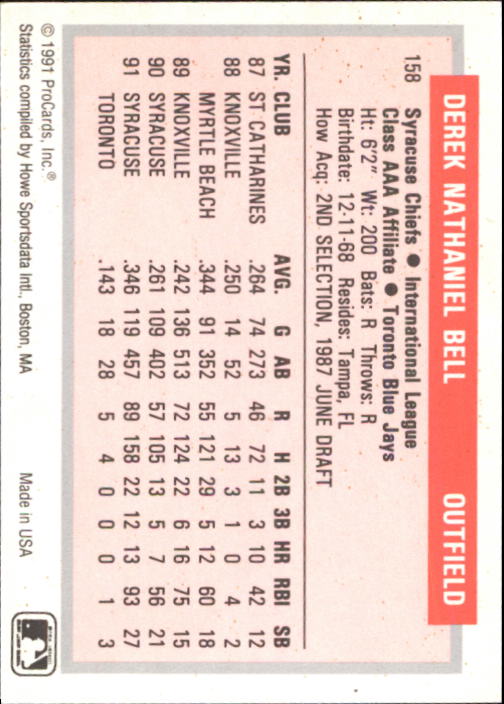 DEREK NATHANIEL BELL OUTFIELD
158 Syracuse Chiefs ● International League
Class AAA Affiliate ● Toronto Blue Jays
Ht: 6'2" Wt: 200 Bats: R Throws: R
Birthdate: 12-11-68 Resides: Tampa, FL
How Acq: 2ND SELECTION, 1987 JUNE DRAFT
YR. CLUB AVG. G AB R H 2B 3B HR RBI SB
87 ST CATHARINES .264 74 273 46 72 11 3 10 42 12
88 KNOXVILLE .250 14 52 5 13 3 1 0 4 2
MYRTLE BEACH .344 91 352 55 121 29 5 12 60 18
89 KNOXVILLE .242 136 513 72 124 22 6 16 75 15
90 SYRACUSE .261 109 402 57 105 13 5 7 56 21
91 SYRACUSE .346 119 457 89 158 22 12 13 93 27
TORONTO .143 18 28 5 4 0 0 0 1 3
© 1991 ProCards, Inc.® Made in USA
Statistics compiled by Howe Sportsdata Intl., Boston, MA